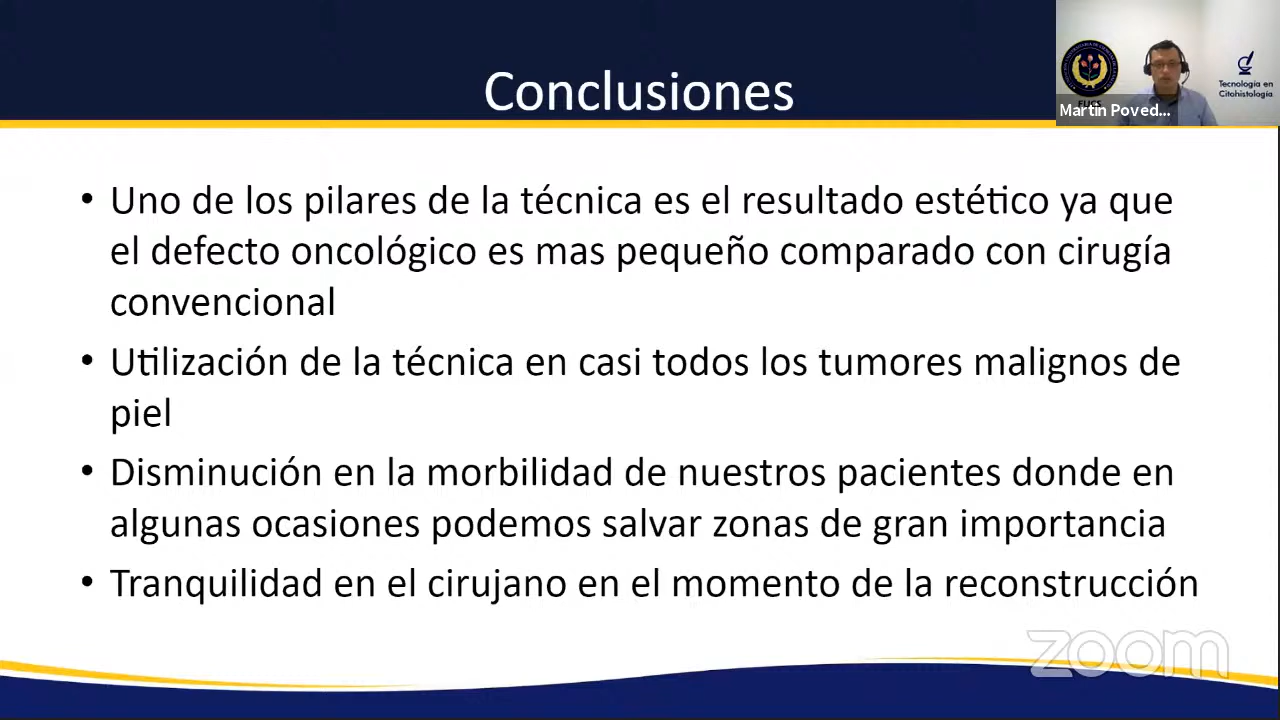 Conclusiones
FUCS
Tecnología en
Citohistología
Martin Poved...
• Uno de los pilares de la técnica es el resultado estético ya que
el defecto oncológico es mas pequeño comparado con cirugía
convencional
• Utilización de la técnica en casi todos los tumores malignos de
piel
• Disminución en la morbilidad de nuestros pacientes donde en
algunas ocasiones podemos salvar zonas de gran importancia
• Tranquilidad en el cirujano en el momento de la reconstrucción
zoom